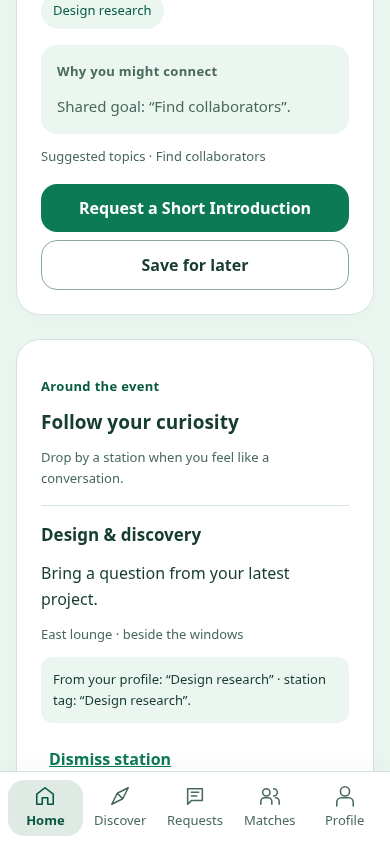 Design research
Why you might connect
Shared goal: “Find collaborators”.
Suggested topics · Find collaborators
Request a Short Introduction
Save for later
Around the event
Follow your curiosity
Drop by a station when you feel like a
conversation.
Design & discovery
Bring a question from your latest
project.
East lounge · beside the windows
From your profile: “Design research” · station
tag: “Design research”.
Dismiss station
Home
Discover
Requests
Matches
Profile